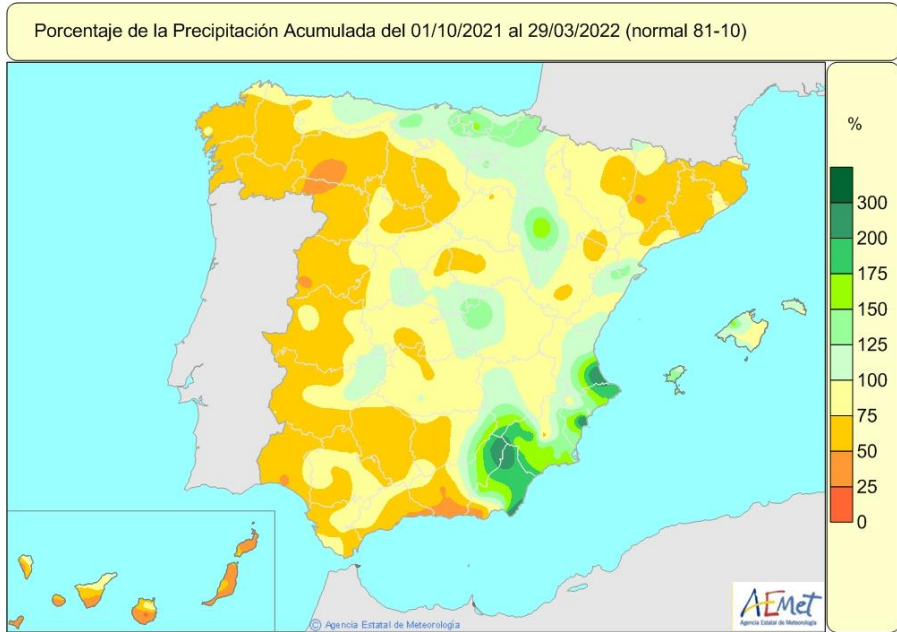 Porcentaje de la Precipitación Acumulada del 01/10/2021 al 29/03/2022 (normal 81-10)
%
300
200
175
150
125
100
75
50
25
0
© Agencia Estatal de Meteorología
AEmet
Agencia Estatal de Meteorología